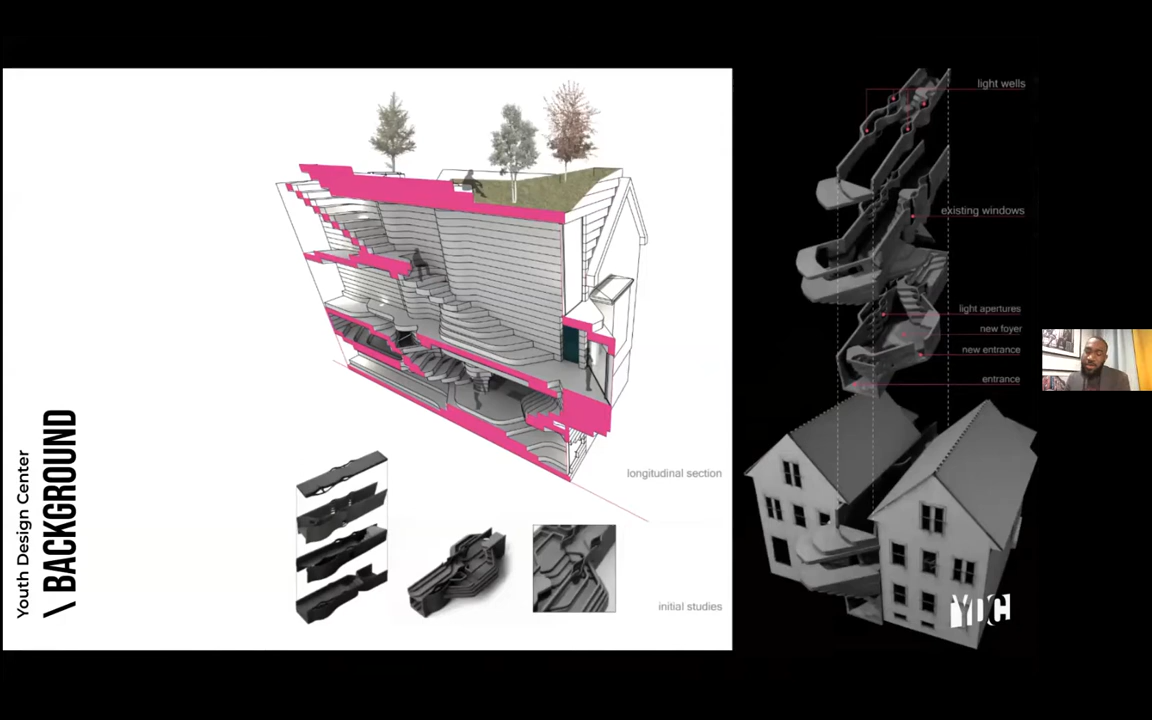 Youth Design Center
\ BACKGROUND
longitudinal section
initial studies
light wells
existing windows
light apertures
new foyer
new entrance
entrance
YDC